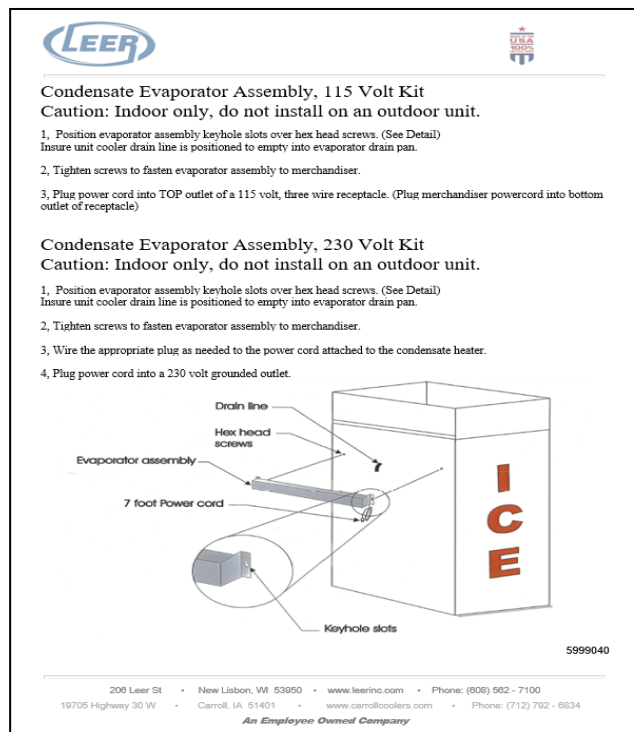 LEER
MADE IN THE
USA
100%
Condensate Evaporator Assembly, 115 Volt Kit
Caution: Indoor only, do not install on an outdoor unit.
1, Position evaporator assembly keyhole slots over hex head screws. (See Detail)
Insure unit cooler drain line is positioned to empty into evaporator drain pan.
2, Tighten screws to fasten evaporator assembly to merchandiser.
3, Plug power cord into TOP outlet of a 115 volt, three wire receptacle. (Plug merchandiser powercord into bottom
outlet of receptacle)
Condensate Evaporator Assembly, 230 Volt Kit
Caution: Indoor only, do not install on an outdoor unit.
1, Position evaporator assembly keyhole slots over hex head screws. (See Detail)
Insure unit cooler drain line is positioned to empty into evaporator drain pan.
2, Tighten screws to fasten evaporator assembly to merchandiser.
3, Wire the appropriate plug as needed to the power cord attached to the condensate heater.
4, Plug power cord into a 230 volt grounded outlet.
Drain line
Hex head
screws
Evaporator assembly
7 foot Power cord
ICE
Keyhole slots
5999040
206 Leer St • New Lisbon, WI 53950 • www.leerinc.com • Phone: (608) 562 - 7100
19705 Highway 30 W • Carroll, IA 51401 • www.carrollcoolers.com • Phone: (712) 792 - 6834
An Employee Owned Company